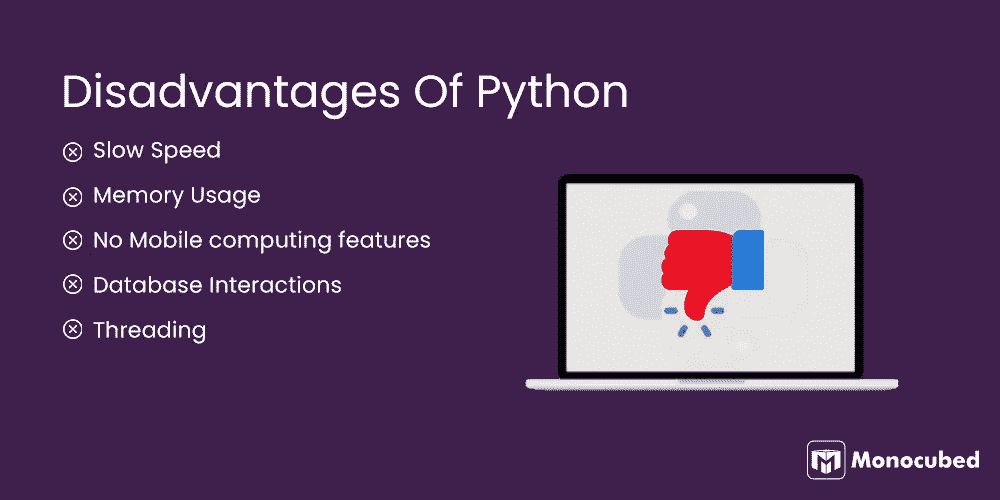 Disadvantages Of Python
Slow Speed
Memory Usage
No Mobile computing features
Database Interactions
Threading
Monocubed